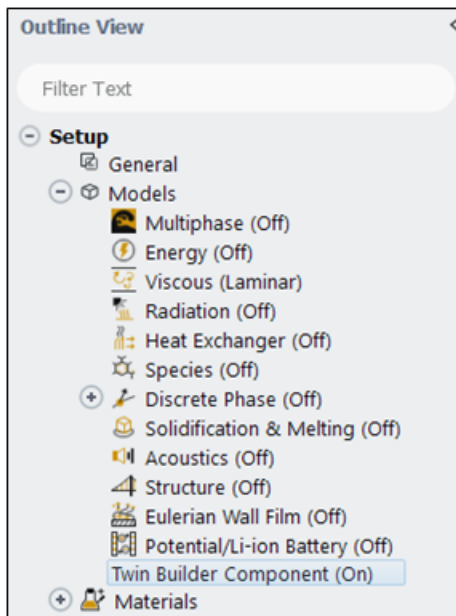 Outline View
Filter Text
Setup
General
Models
Multiphase (Off)
Energy (Off)
Viscous (Laminar)
Radiation (Off)
Heat Exchanger (Off)
Species (Off)
Discrete Phase (Off)
Solidification & Melting (Off)
Acoustics (Off)
Structure (Off)
Eulerian Wall Film (Off)
Potential/Li-ion Battery (Off)
Twin Builder Component (On)
Materials